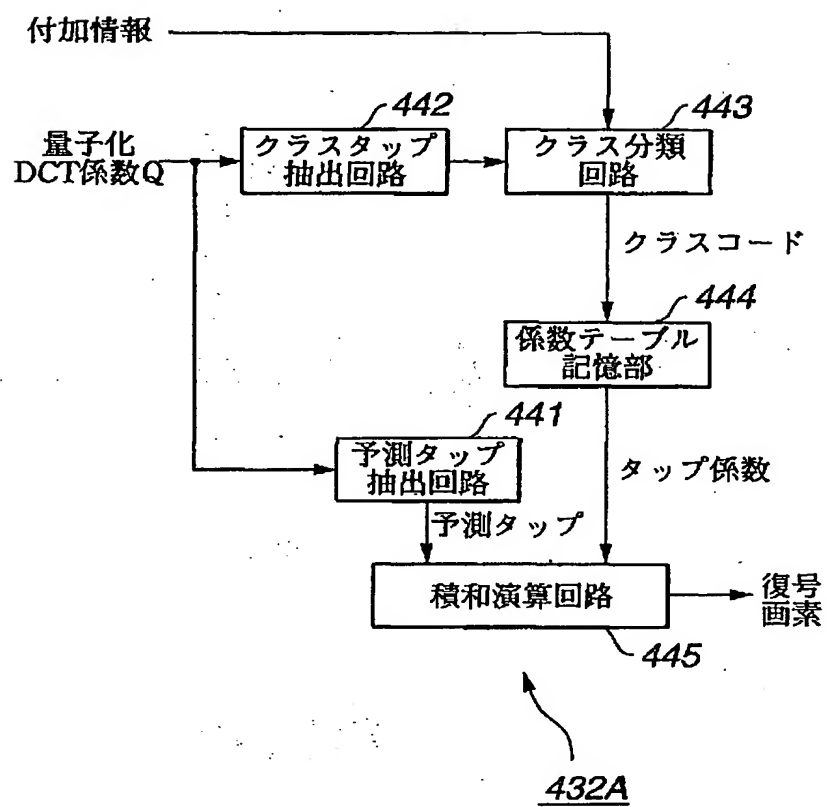 付加情報
442
443
量子化
DCT係数Q
クラスタップ
抽出回路
クラス分類
回路
クラスコード
444
係数テーブル
記憶部
441
予測タップ
抽出回路
タップ係数
予測タップ
積和演算回路
復号
画素
445
432A